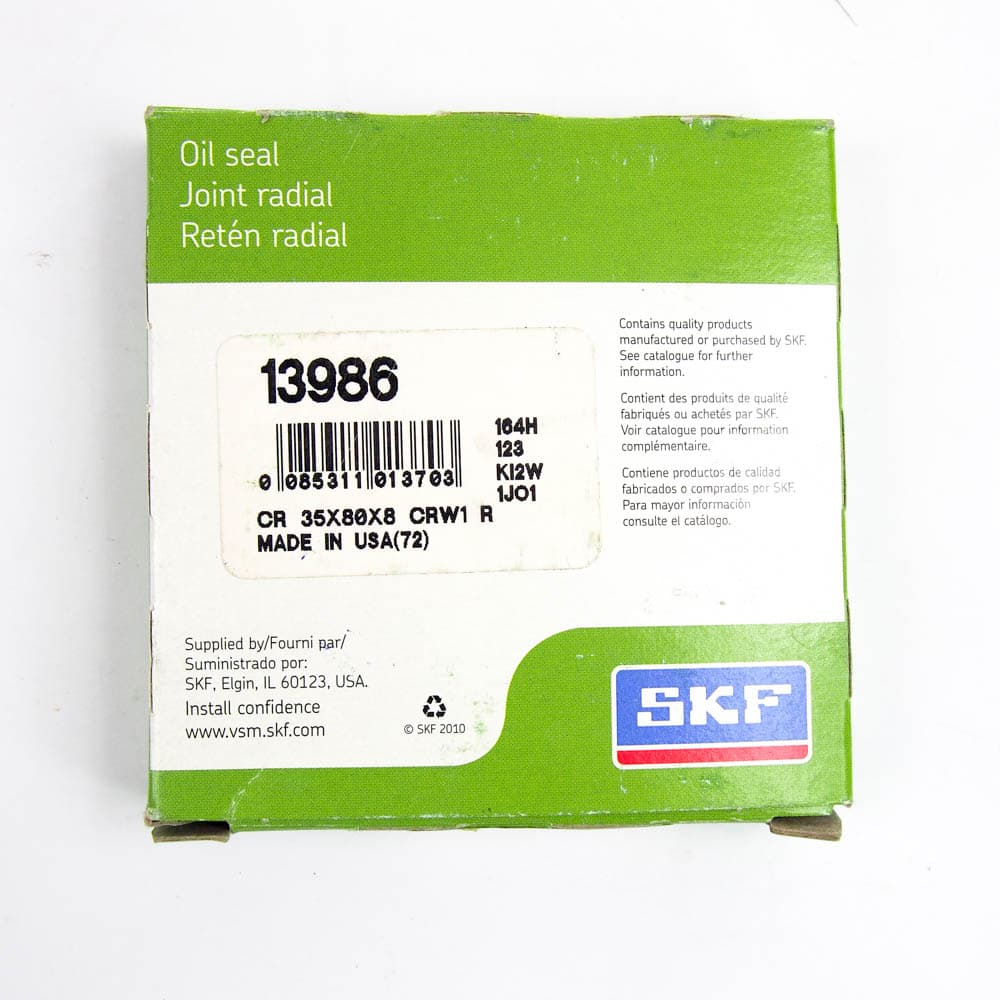 Oil seal
Joint radial
Retén radial
13986
0 085311 013703
164H
123
KI2W
1JO1
CR 35X80X8 CRW1 R
MADE IN USA(72)
Contains quality products
manufactured or purchased by SKF.
See catalogue for further
information.
Contient des produits de qualité
fabriqués ou achetés par SKF.
Voir catalogue pour information
complémentaire.
Contiene productos de calidad
fabricados o comprados por SKF.
Para mayor información
consulte el catálogo.
Supplied by/Fourni par/
Suministrado por:
SKF, Elgin, IL 60123, USA.
Install confidence
www.vsm.skf.com
© SKF 2010
SKF